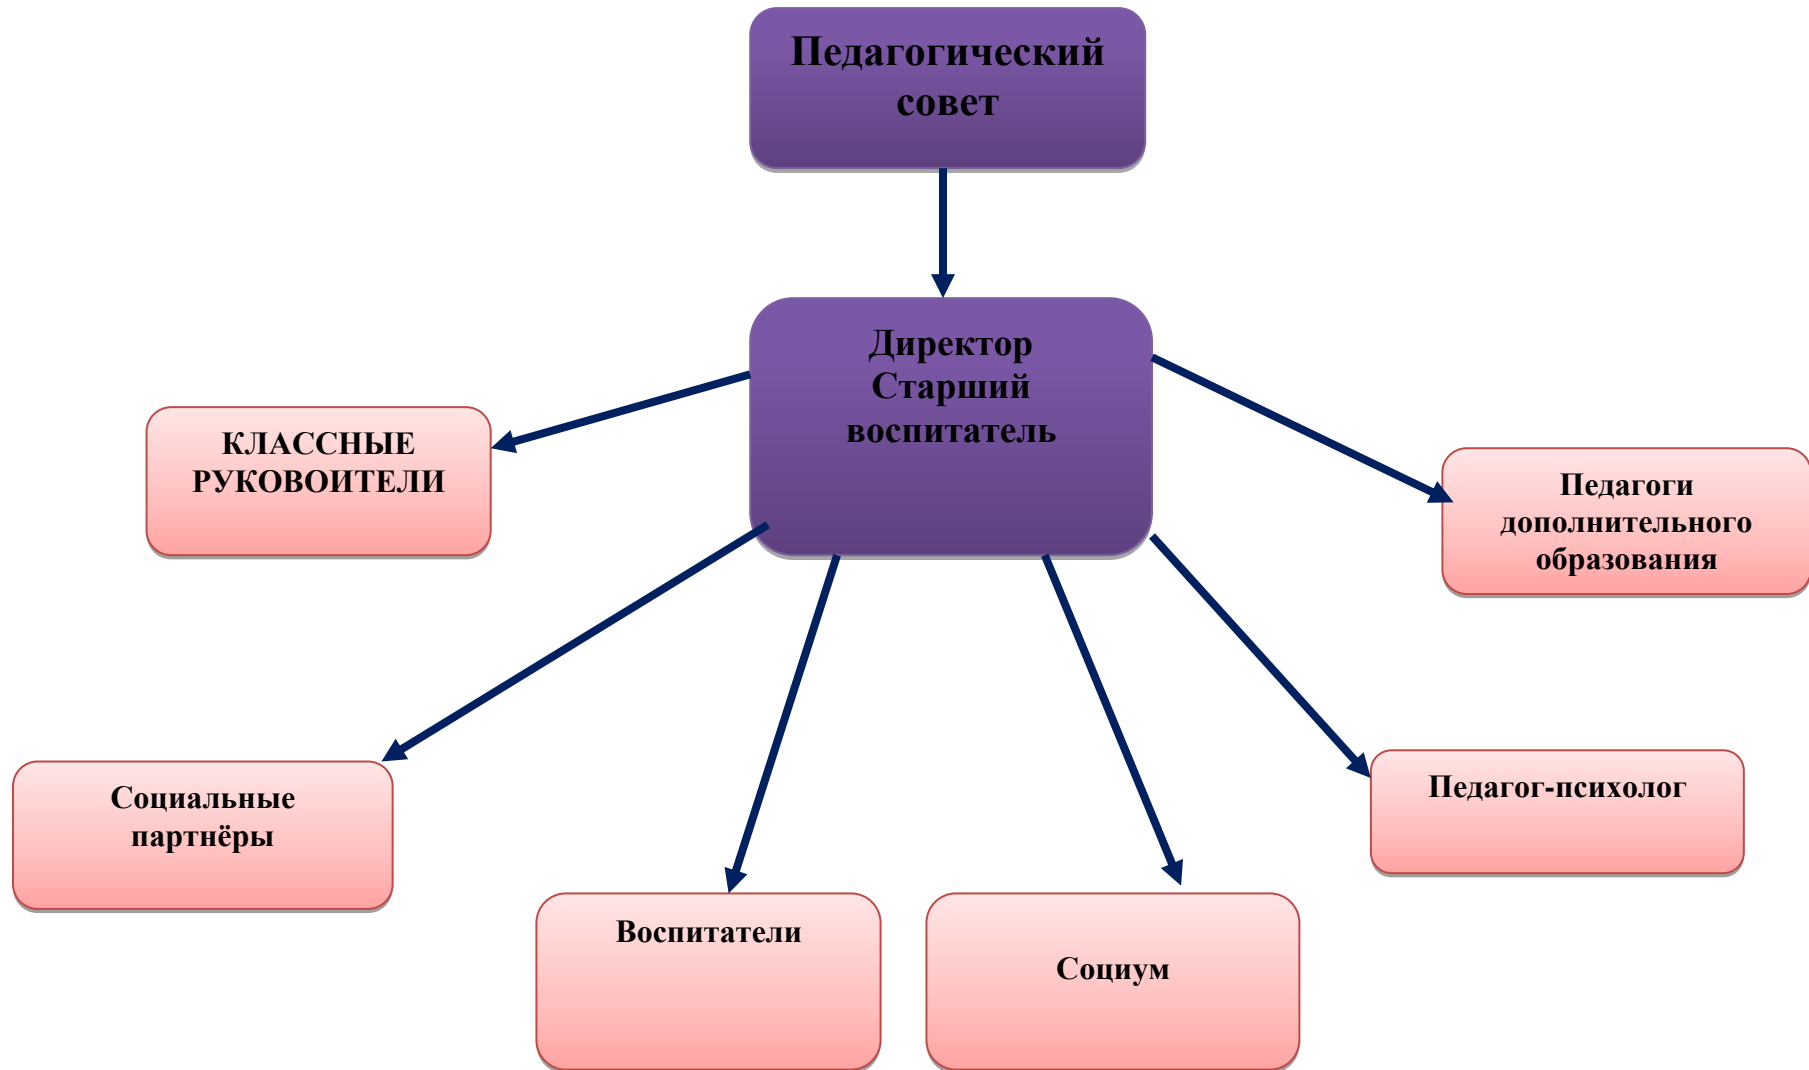 Педагогический
совет
Директор
Старший
воспитатель
КЛАССНЫЕ
РУКОВОИТЕЛИ
Педагоги
дополнительного
образования
Социальные
партнёры
Педагог-психолог
Воспитатели
Социум